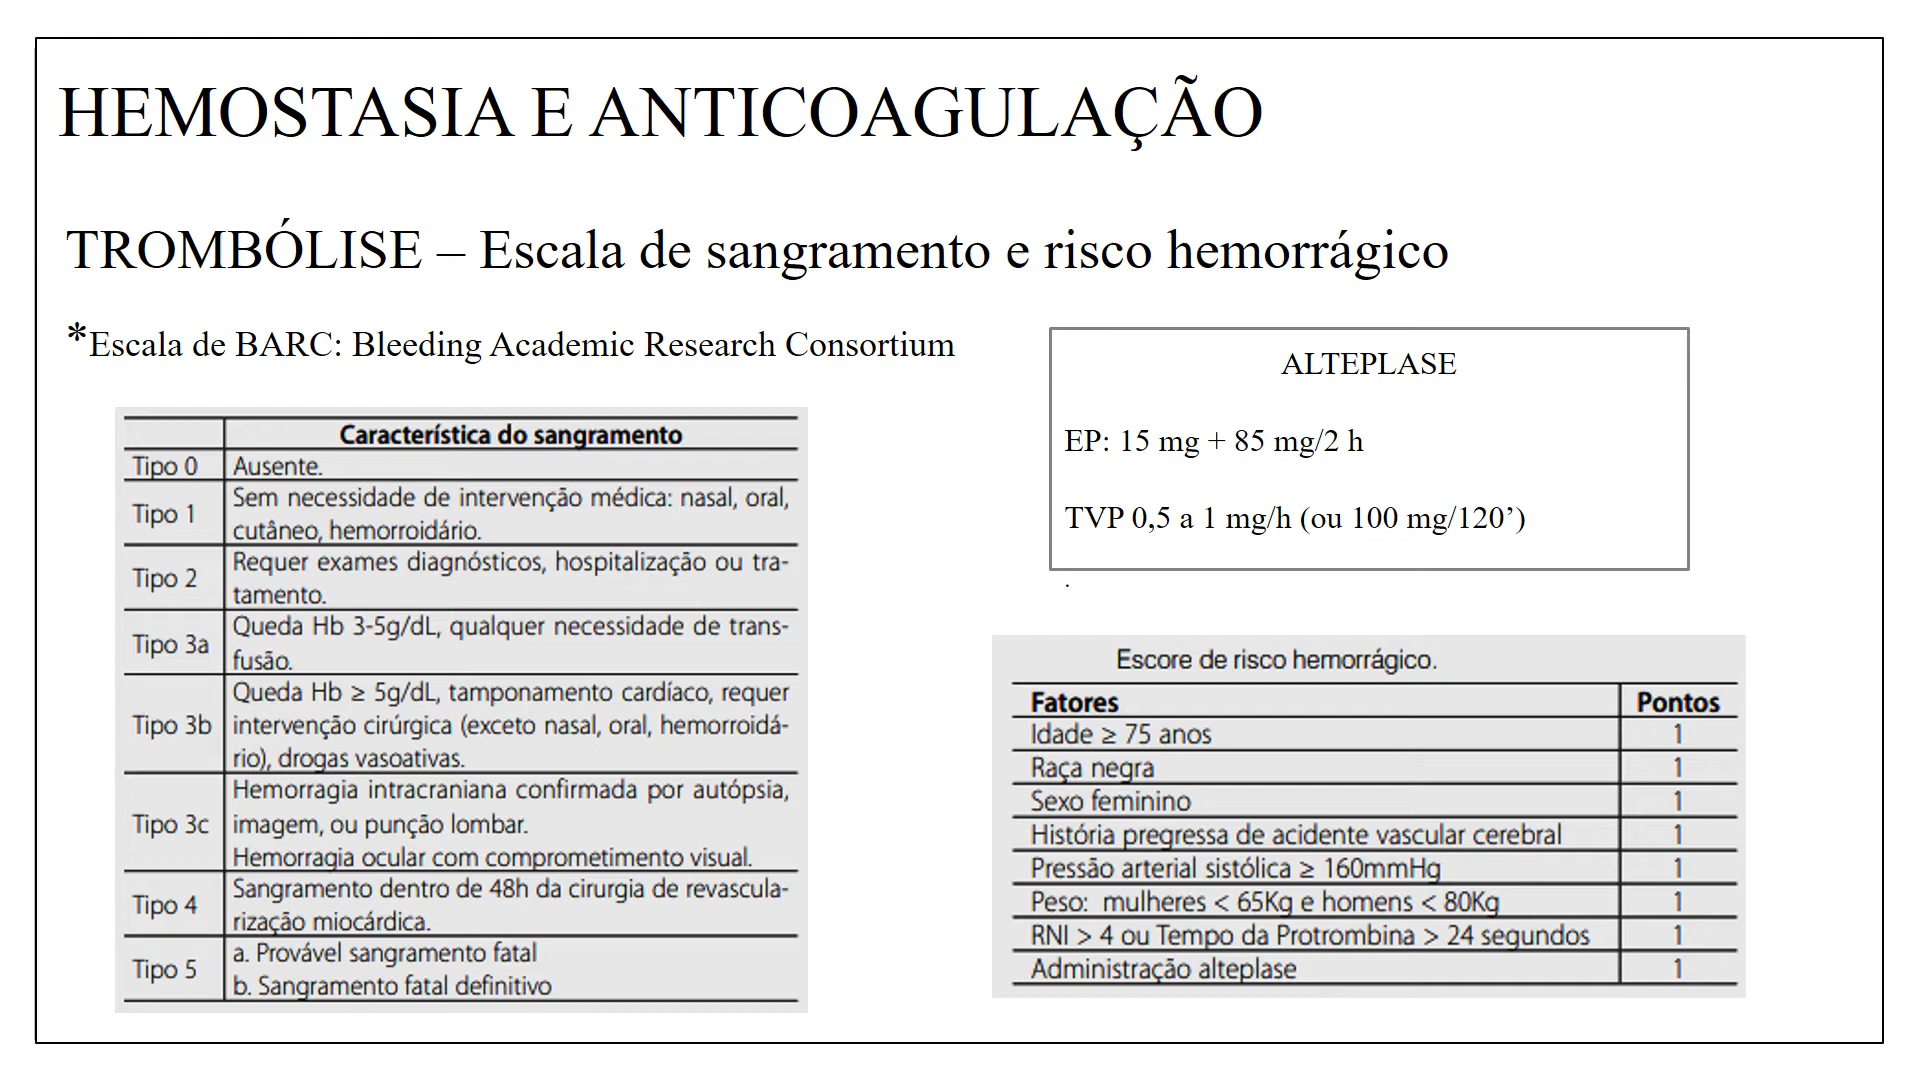 HEMOSTASIA E ANTICOAGULAÇÃO
TROMBÓLISE – Escala de sangramento e risco hemorrágico
*Escala de BARC: Bleeding Academic Research Consortium
Característica do sangramento
Tipo 0 Ausente.
Tipo 1 Sem necessidade de intervenção médica: nasal, oral,
cutâneo, hemorroidário.
Tipo 2 Requer exames diagnósticos, hospitalização ou tra-
tamento.
Tipo 3a Queda Hb 3-5g/dL, qualquer necessidade de trans-
fusão.
Tipo 3b Queda Hb ≥ 5g/dL, tamponamento cardíaco, requer
intervenção cirúrgica (exceto nasal, oral, hemorroidá-
rio), drogas vasoativas.
Tipo 3c Hemorragia intracraniana confirmada por autópsia,
imagem, ou punção lombar.
Hemorragia ocular com comprometimento visual.
Tipo 4 Sangramento dentro de 48h da cirurgia de revascula-
rização miocárdica.
Tipo 5 a. Provável sangramento fatal
b. Sangramento fatal definitivo
ALTEPLASE
EP: 15 mg + 85 mg/2 h
TVP 0,5 a 1 mg/h (ou 100 mg/120’)
.
Escore de risco hemorrágico.
Fatores Pontos
Idade ≥ 75 anos 1
Raça negra 1
Sexo feminino 1
História pregressa de acidente vascular cerebral 1
Pressão arterial sistólica ≥ 160mmHg 1
Peso: mulheres < 65Kg e homens < 80Kg 1
RNI > 4 ou Tempo da Protrombina > 24 segundos 1
Administração alteplase 1